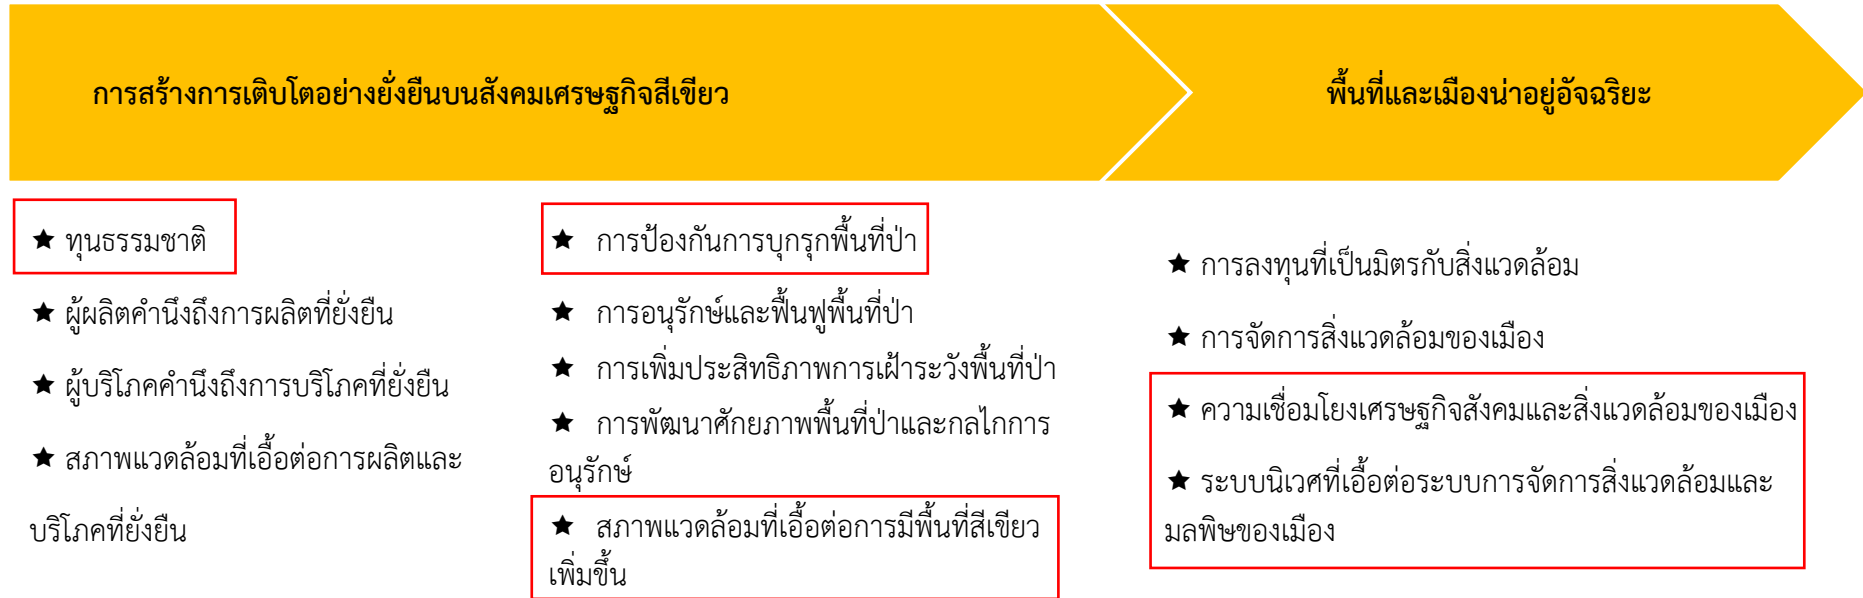 การสร้างการเติบโตอย่างยั่งยืนบนสังคมเศรษฐกิจสีเขียว
พื้นที่และเมืองน่าอยู่อัจฉริยะ
★ ทุนธรรมชาติ
★ ผู้ผลิตคำนึงถึงการผลิตที่ยั่งยืน
★ ผู้บริโภคคำนึงถึงการบริโภคที่ยั่งยืน
★ สภาพแวดล้อมที่เอื้อต่อการผลิตและ
บริโภคที่ยั่งยืน
★ การป้องกันการบุกรุกพื้นที่ป่า
★ การอนุรักษ์และฟื้นฟูพื้นที่ป่า
★ การเพิ่มประสิทธิภาพการเฝ้าระวังพื้นที่ป่า
★ การพัฒนาศักยภาพพื้นที่ป่าและกลไกการ
อนุรักษ์
★ สภาพแวดล้อมที่เอื้อต่อการมีพื้นที่สีเขียว
เพิ่มขึ้น
★ การลงทุนที่เป็นมิตรกับสิ่งแวดล้อม
★ การจัดการสิ่งแวดล้อมของเมือง
★ ความเชื่อมโยงเศรษฐกิจสังคมและสิ่งแวดล้อมของเมือง
★ ระบบนิเวศที่เอื้อต่อระบบการจัดการสิ่งแวดล้อมและ
มลพิษของเมือง